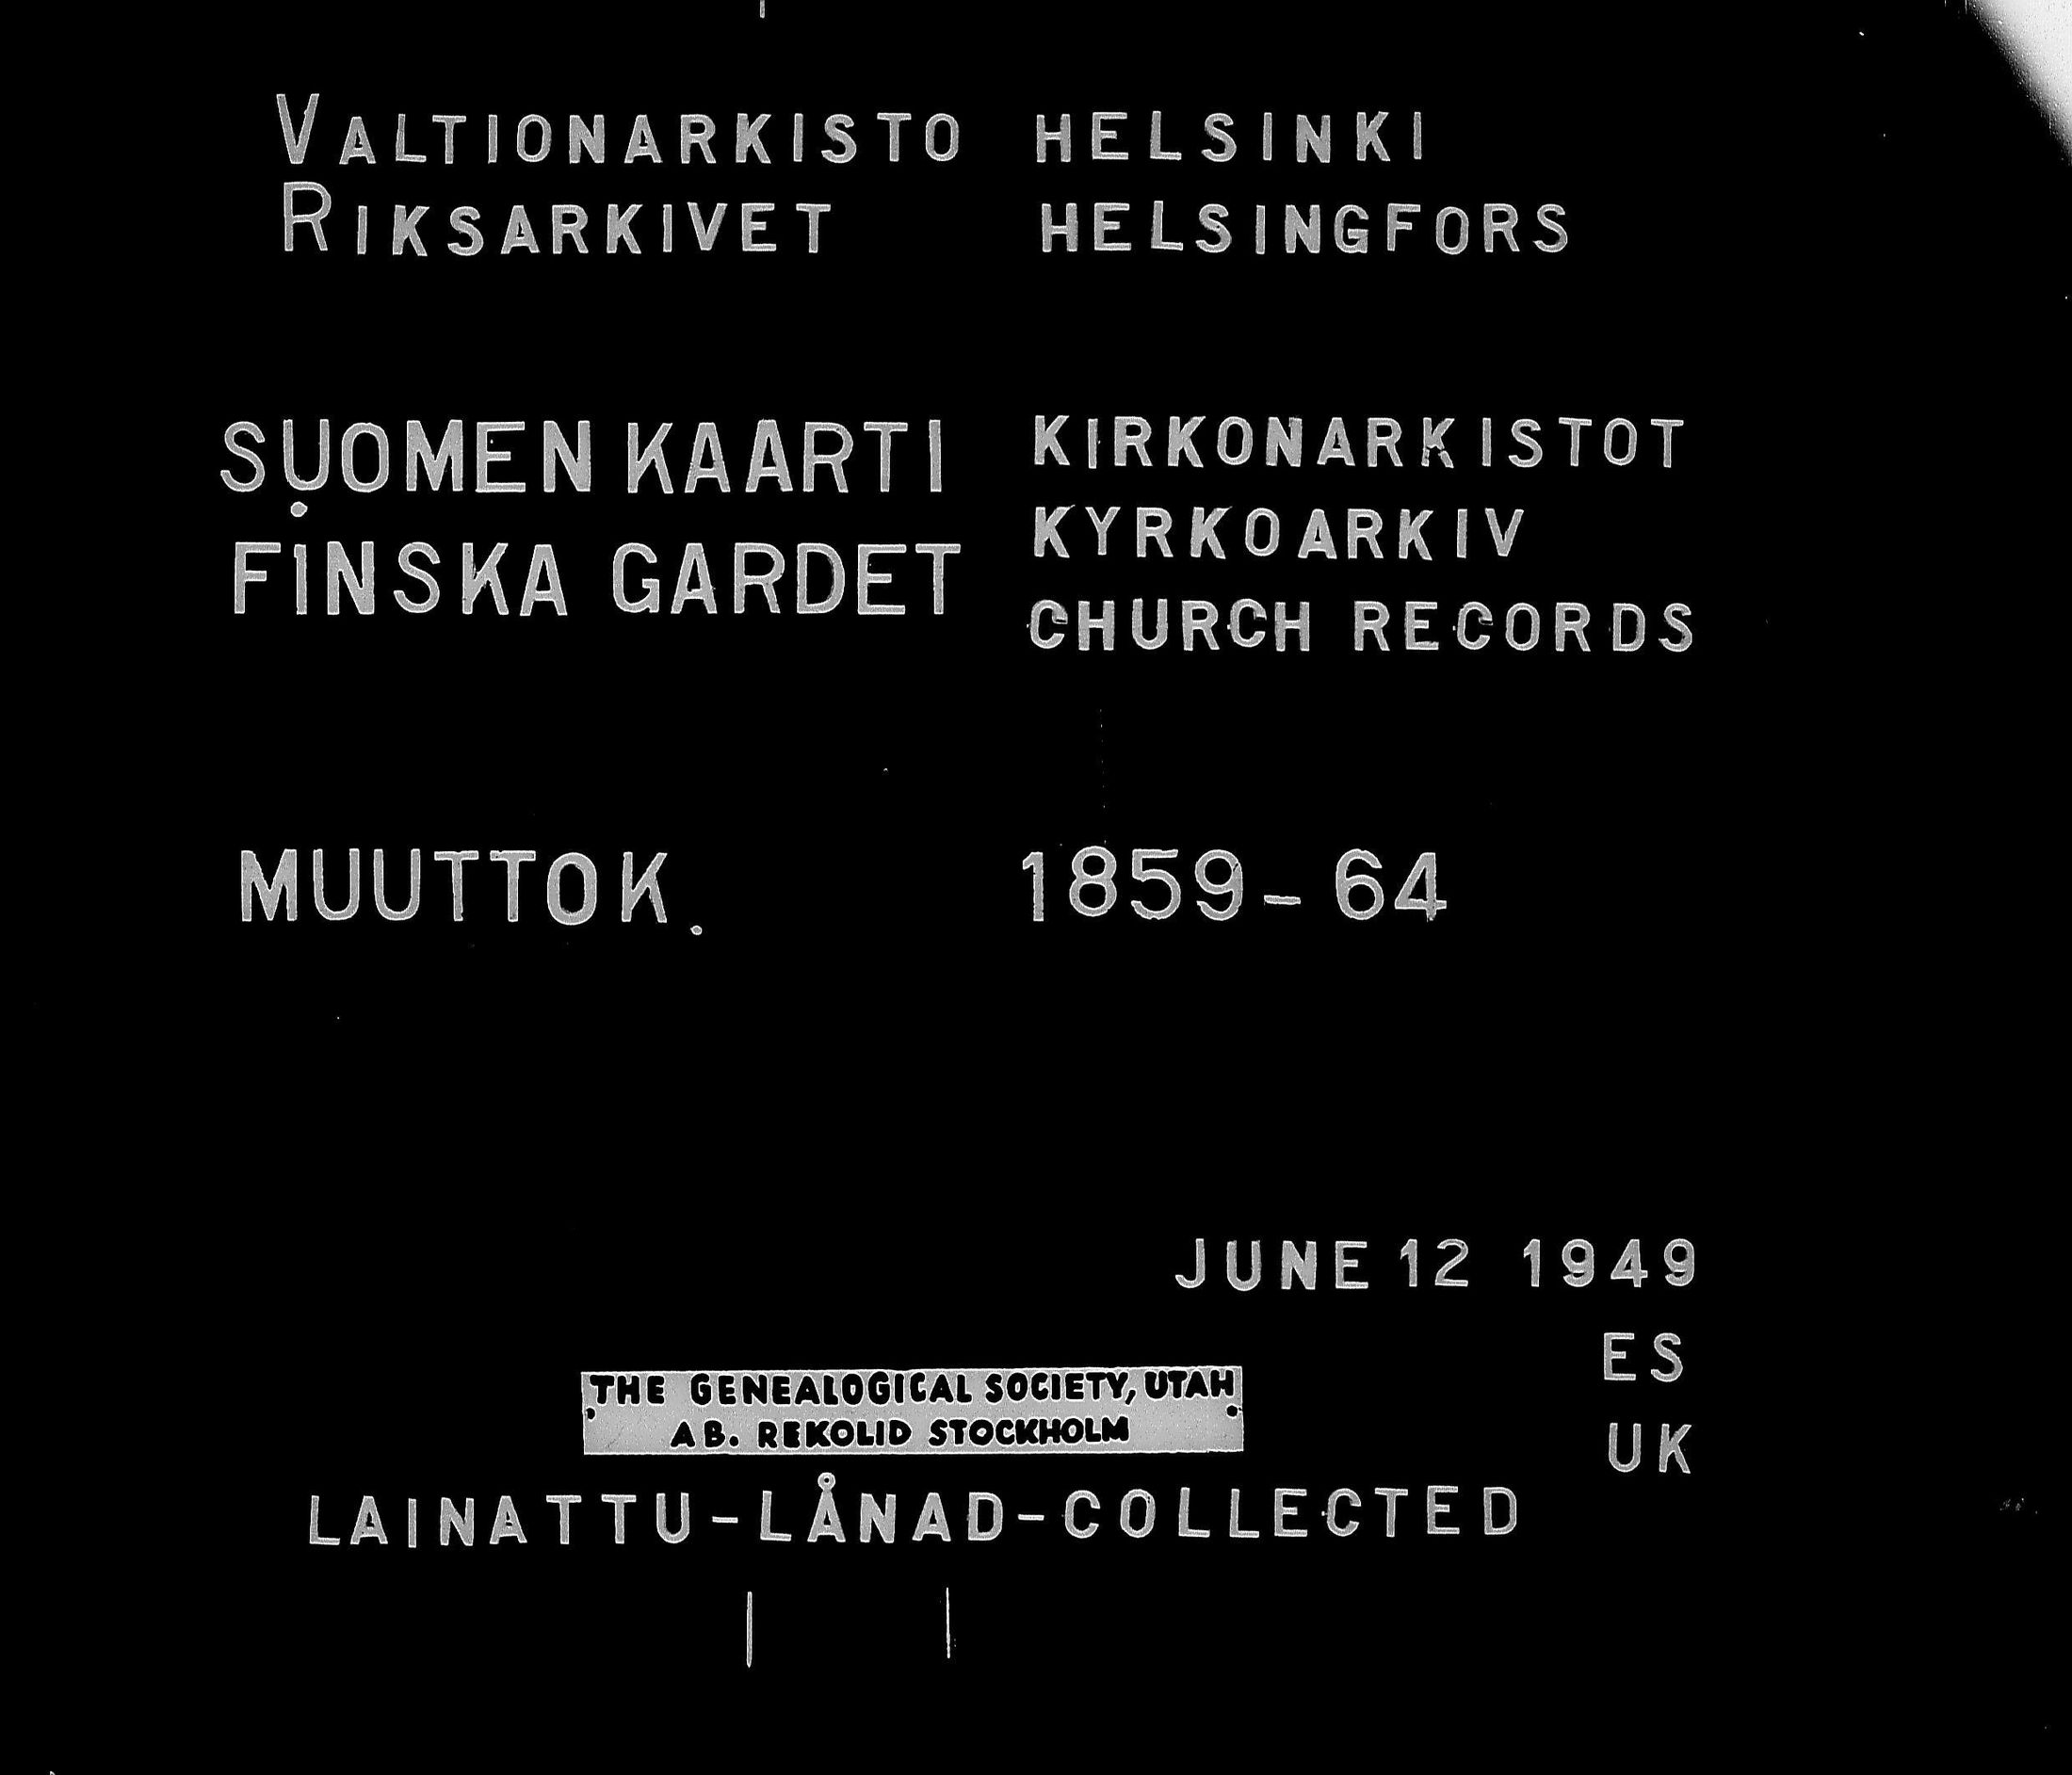 VALTIONARKISTO HELSINKI
RIKSARKIVET HELSINGFORS
SUOMEN KAARTI KIRKONARKISTOT
KYRKOARKIV
FINSKA GARDET
CHURCH RECORDS
MUUTTOK. 1859-64
JUNE 12 1949
ES
THE GENEALOGICAL SOCIETY, UTAH
AB. REKOLID STOCKHOLM
UK
LAINATTU-LÅNAD-COLLECTED